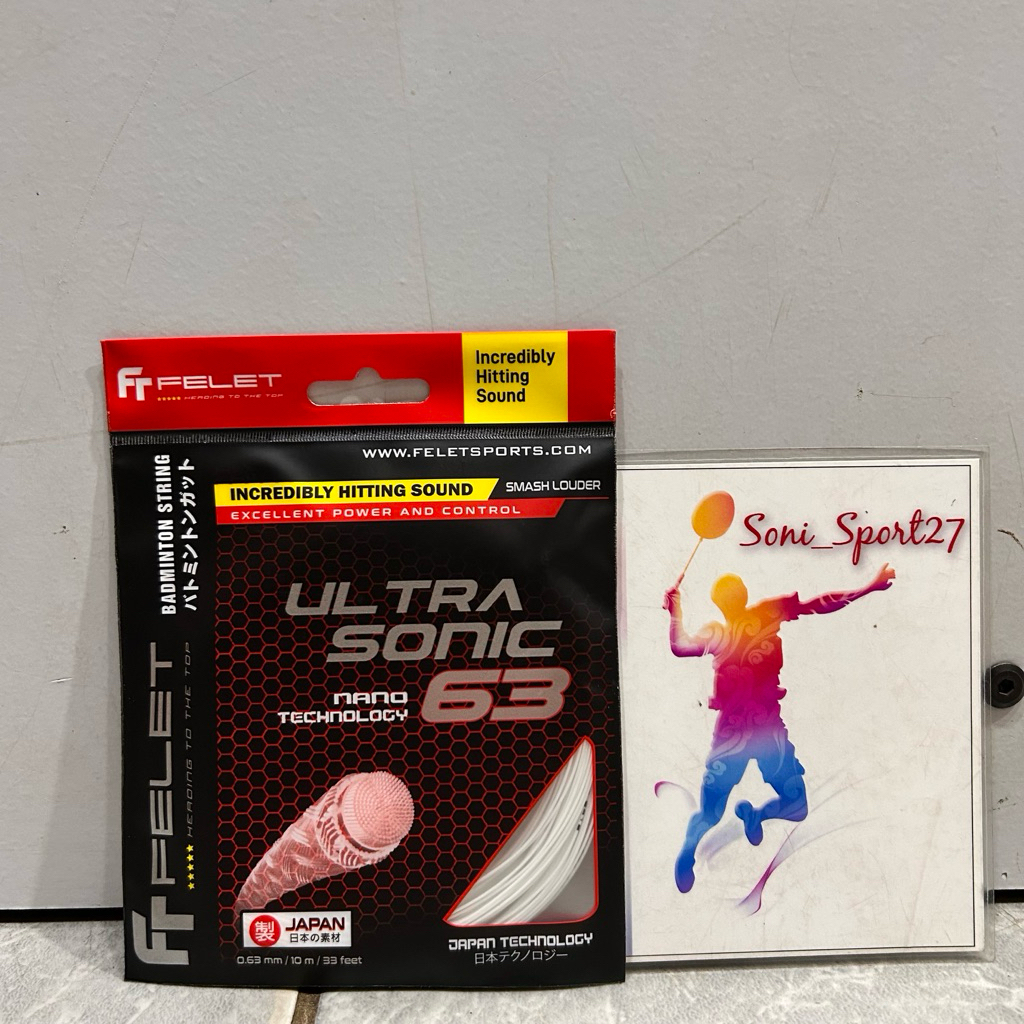 FT FELET
HEADING TO THE TOP
Incredibly
Hitting
Sound
WWW.FELETSPORTS.COM
INCREDIBLY HITTING SOUND
SMASH LOUDER
EXCELLENT POWER AND CONTROL
BADMINTON STRING
バトミントンガット
ULTRA
SONIC
63
NANO
TECHNOLOGY
FT FELET
HEADING TO THE TOP
製
JAPAN
日本の素材
0.63 mm / 10 m / 33 feet
JAPAN TECHNOLOGY
日本テクノロジー
Soni_Sport27